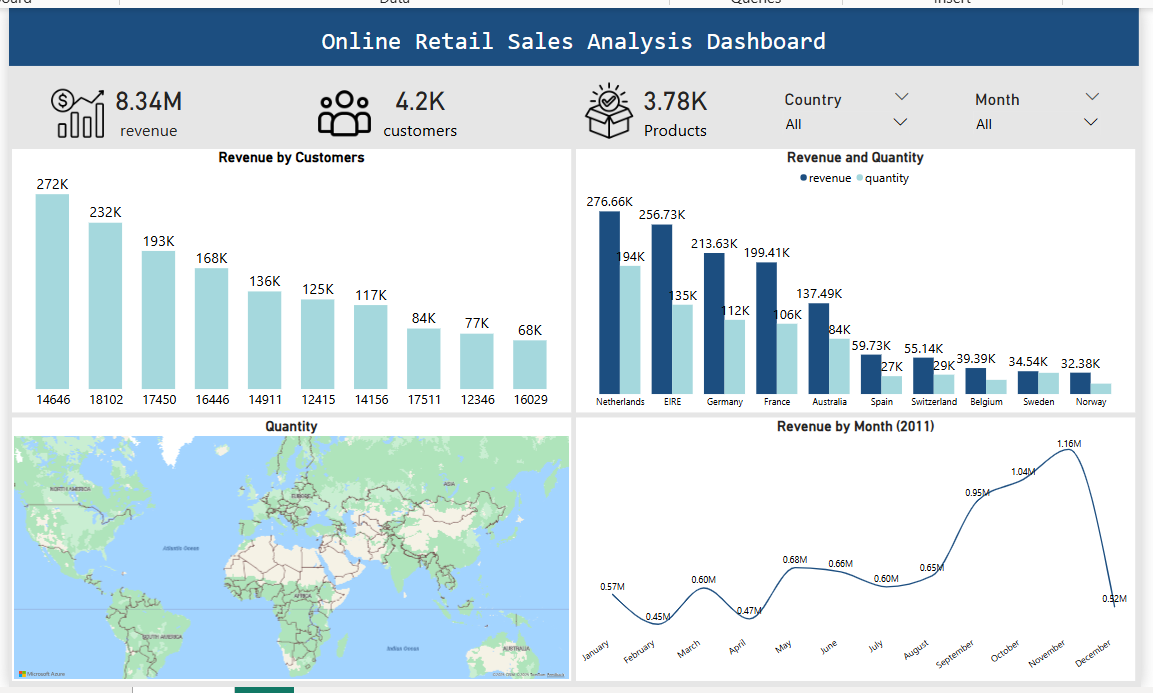 Data
Queries
Insert
Online Retail Sales Analysis Dashboard
8.34M
revenue
4.2K
customers
3.78K
Products
Country
All
Month
All
Revenue by Customers
272K
232K
193K
168K
136K
125K
117K
84K
77K
68K
14646 18102 17450 16446 14911 12415 14156 17511 12346 16029
Revenue and Quantity
revenue quantity
276.66K
194K
256.73K
135K
213.63K
112K
199.41K
106K
137.49K
84K
59.73K
27K
55.14K
29K
39.39K
34.54K
32.38K
Netherlands EIRE Germany France Australia Spain Switzerland Belgium Sweden Norway
Quantity
NORTH AMERICA
EUROPE
ASIA
Atlantic Ocean
AFRICA
SOUTH AMERICA
Indian Ocean
AUSTRALIA
Microsoft Azure
Revenue by Month (2011)
0.57M
0.45M
0.60M
0.47M
0.68M
0.66M
0.60M
0.65M
0.95M
1.04M
1.16M
0.52M
January February March April May June July August September October November December